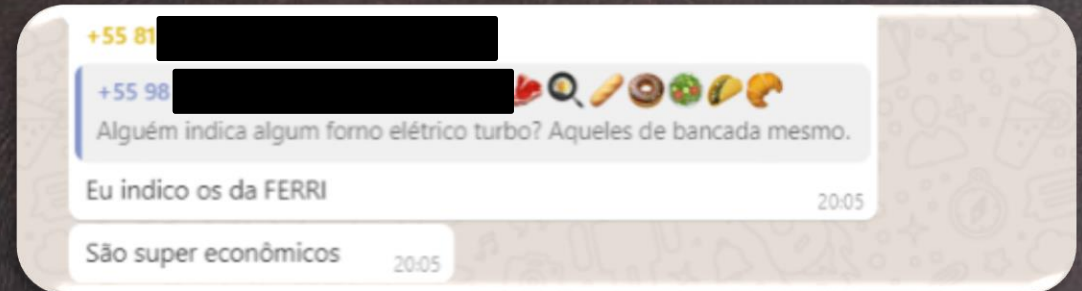 +55 81
+55 98
Alguém indica algum forno elétrico turbo? Aqueles de bancada mesmo.
Eu indico os da FERRI
20:05
São super econômicos
20:05